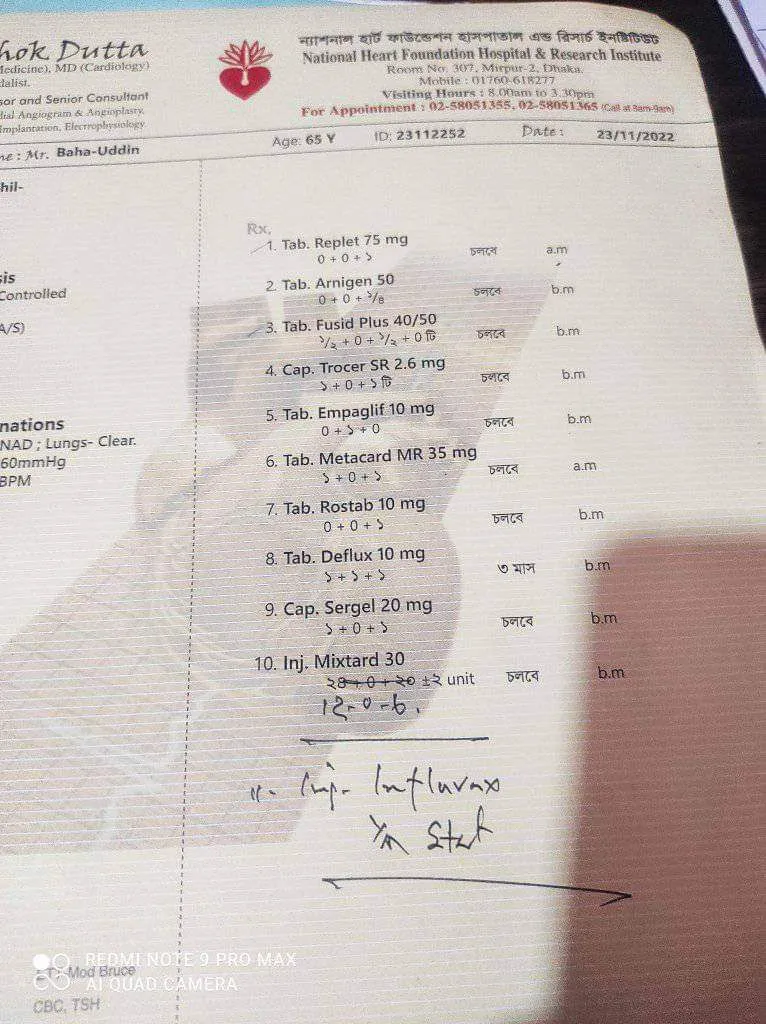 hok Dutta
Medicine), MD (Cardiology)
ialist.
sor and Senior Consultant
dial Angiogram & Angioplasty,
Implantation, Electrophysiology
ন্যাশনাল হার্ট ফাউন্ডেশন হাসপাতাল এন্ড রিসার্চ ইনস্টিটিউট
National Heart Foundation Hospital & Research Institute
Room No. 307, Mirpur-2, Dhaka.
Mobile : 01760-618277
Visiting Hours : 8.00am to 3.30pm
For Appointment : 02-58051355, 02-58051365 (Call at 8am-9am)
me : Mr. Baha-Uddin Age: 65 Y ID: 23112252 Date : 23/11/2022
hil-
sis
Controlled
A/S)
nations
NAD ; Lungs- Clear.
60mmHg
BPM
Rx,
1. Tab. Replet 75 mg
০ + ০ + ১ চলবে a.m
2. Tab. Arnigen 50
০ + ০ + ১/৪ চলবে b.m
3. Tab. Fusid Plus 40/50
১/২ + ০ + ১/২ + ০ টি চলবে b.m
4. Cap. Trocer SR 2.6 mg
১ + ০ + ১ টি চলবে b.m
5. Tab. Empaglif 10 mg
০ + ১ + ০ চলবে b.m
6. Tab. Metacard MR 35 mg
১ + ০ + ১ চলবে a.m
7. Tab. Rostab 10 mg
০ + ০ + ১ চলবে b.m
8. Tab. Deflux 10 mg
১ + ১ + ১ ৩ মাস b.m
9. Cap. Sergel 20 mg
১ + ০ + ১ চলবে b.m
10. Inj. Mixtard 30
২৪ + ০ + ২০ ±২ unit চলবে b.m
12-0-6.
11. Inj. Influvax
Stat
Mod Bruce
CBC, TSH
REDMI NOTE 9 PRO MAX
AI QUAD CAMERA